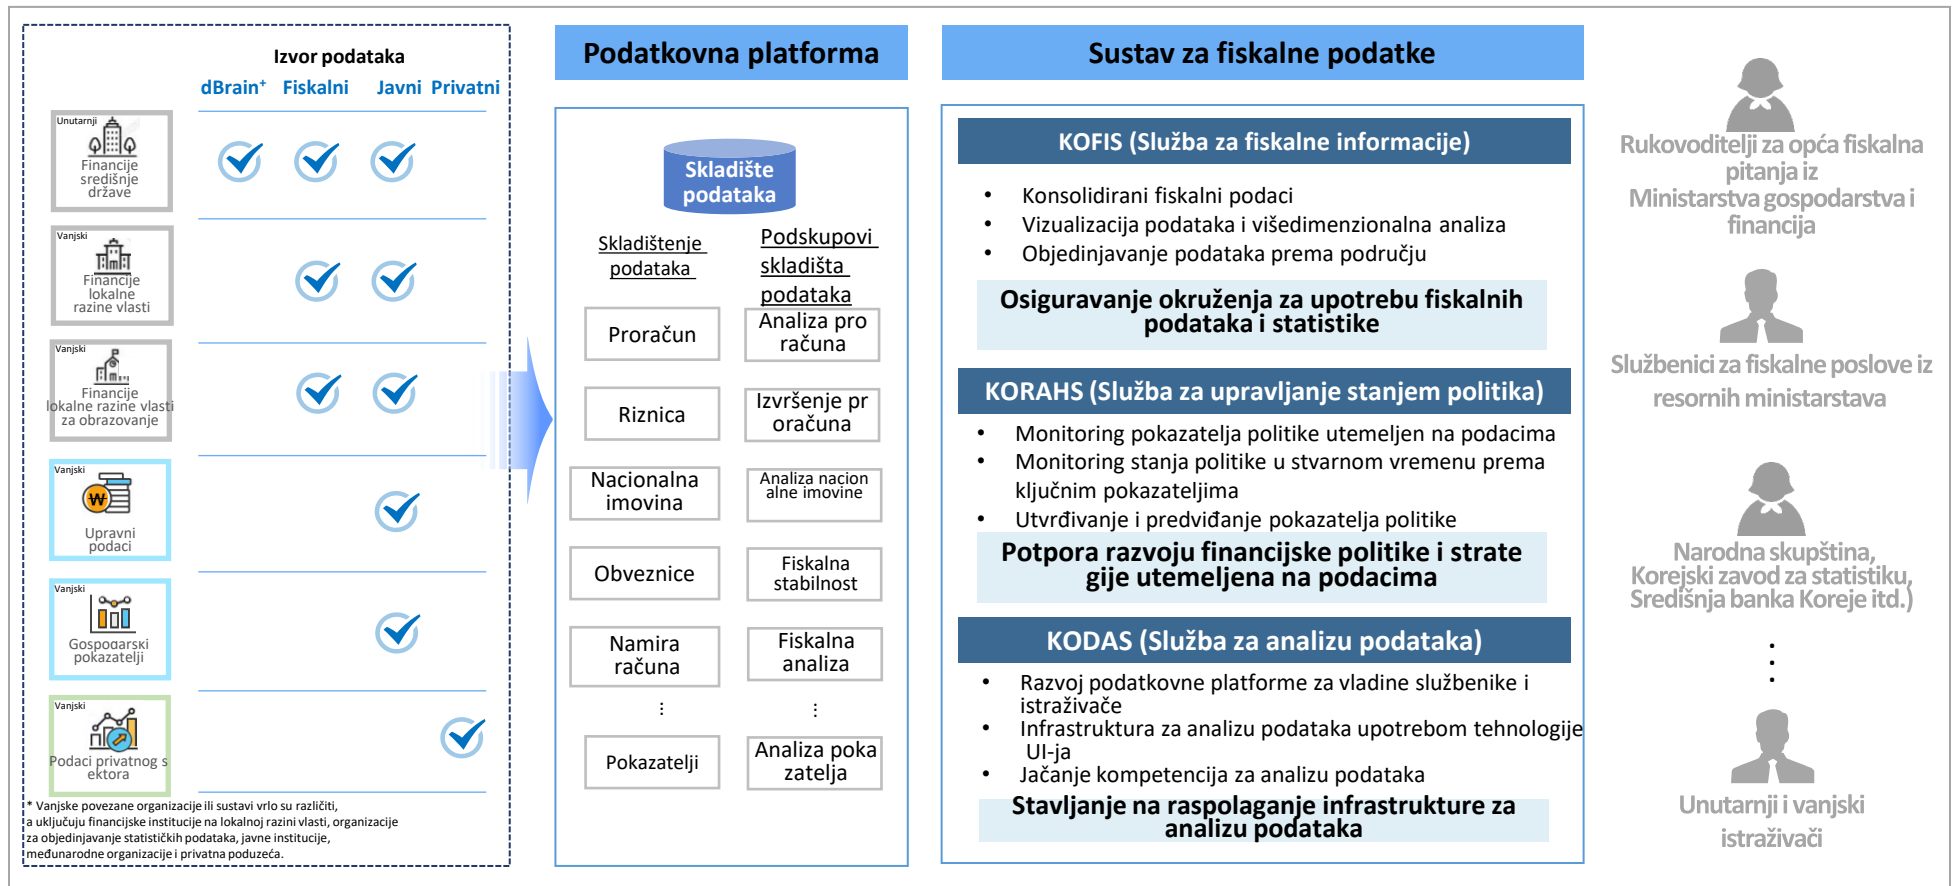 Izvor podataka
dBrain+ Fiskalni Javni Privatni
Unutarnji
Financije
središnje
države
Vanjski
Financije
lokalne
razine vlasti
Vanjski
Financije
lokalne razine vlasti
za obrazovanje
Vanjski
Upravni
podaci
Vanjski
Gospodarski
pokazatelji
Vanjski
Podaci privatnog s
ektora
* Vanjske povezane organizacije ili sustavi vrlo su različiti,
a uključuju financijske institucije na lokalnoj razini vlasti, organizacije
za objedinjavanje statističkih podataka, javne institucije,
međunarodne organizacije i privatna poduzeća.
Podatkovna platforma
Skladište
podataka
Skladištenje
podataka
Proračun
Riznica
Nacionalna
imovina
Obveznice
Namira
računa
...
Pokazatelji
Podskupovi
skladišta
podataka
Analiza pro
računa
Izvršenje pr
oračuna
Analiza nacion
alne imovine
Fiskalna
stabilnost
Fiskalna
analiza
...
Analiza poka
zatelja
Sustav za fiskalne podatke
KOFIS (Služba za fiskalne informacije)
• Konsolidirani fiskalni podaci
• Vizualizacija podataka i višedimenzionalna analiza
• Objedinjavanje podataka prema području
Osiguravanje okruženja za upotrebu fiskalnih
podataka i statistike
KORAHS (Služba za upravljanje stanjem politika)
• Monitoring pokazatelja politike utemeljen na podacima
• Monitoring stanja politike u stvarnom vremenu prema
ključnim pokazateljima
• Utvrđivanje i predviđanje pokazatelja politike
Potpora razvoju financijske politike i strate
gije utemeljena na podacima
KODAS (Služba za analizu podataka)
• Razvoj podatkovne platforme za vladine službenike i
istraživače
• Infrastruktura za analizu podataka upotrebom tehnologije
UI-ja
• Jačanje kompetencija za analizu podataka
Stavljanje na raspolaganje infrastrukture za
analizu podataka
Rukovoditelji za opća fiskalna
pitanja iz
Ministarstva gospodarstva i
financija
Službenici za fiskalne poslove iz
resornih ministarstava
Narodna skupština,
Korejski zavod za statistiku,
Središnja banka Koreje itd.)
...
Unutarnji i vanjski
istraživači